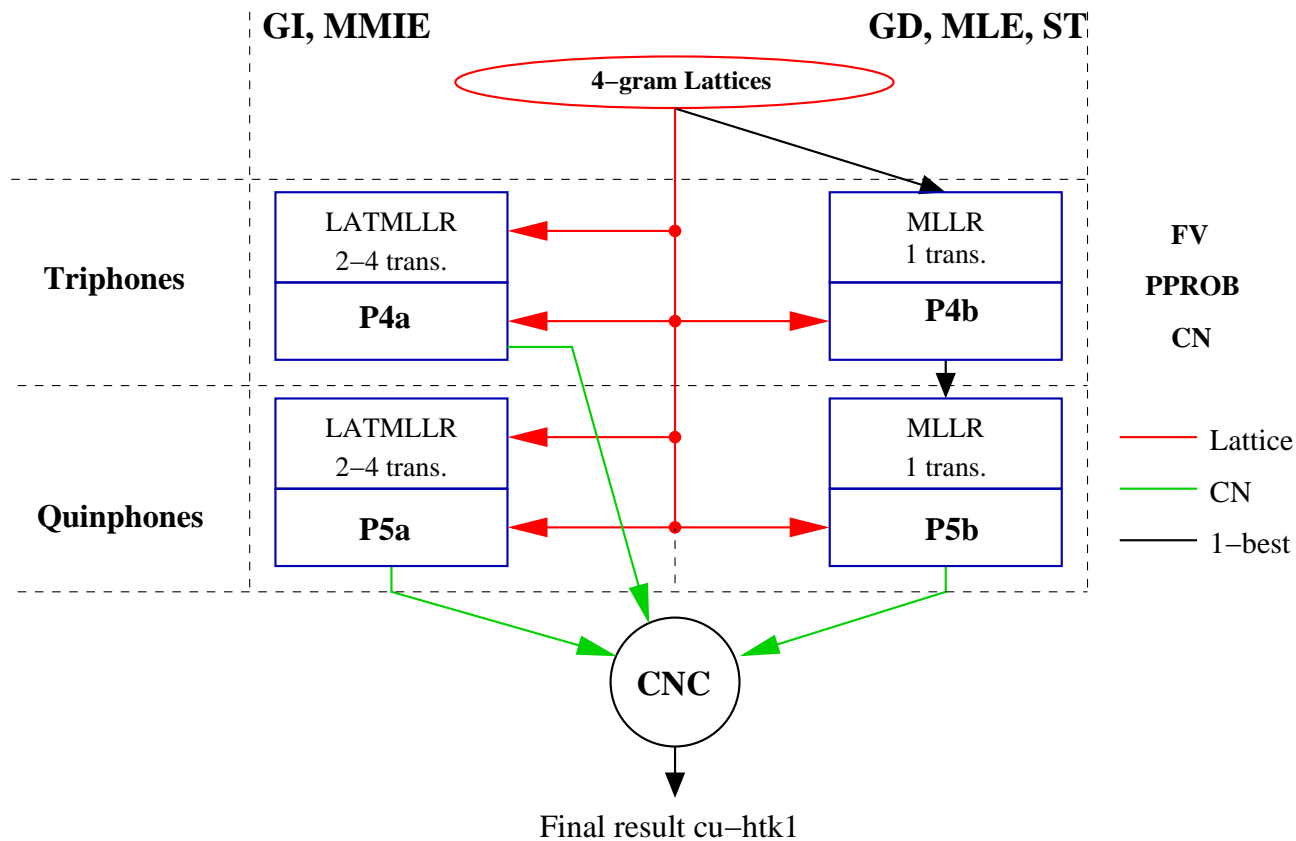 GI, MMIE
GD, MLE, ST
4−gram Lattices
Triphones
LATMLLR
2−4 trans.
P4a
MLLR
1 trans.
P4b
FV
PPROB
CN
Quinphones
LATMLLR
2−4 trans.
P5a
MLLR
1 trans.
P5b
Lattice
CN
1−best
CNC
Final result cu−htk1